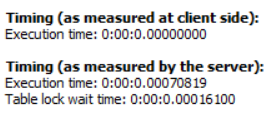 Timing (as measured at client side):
Execution time: 0:00:0.00000000
Timing (as measured by the server):
Execution time: 0:00:0.00070819
Table lock wait time: 0:00:0.00016100